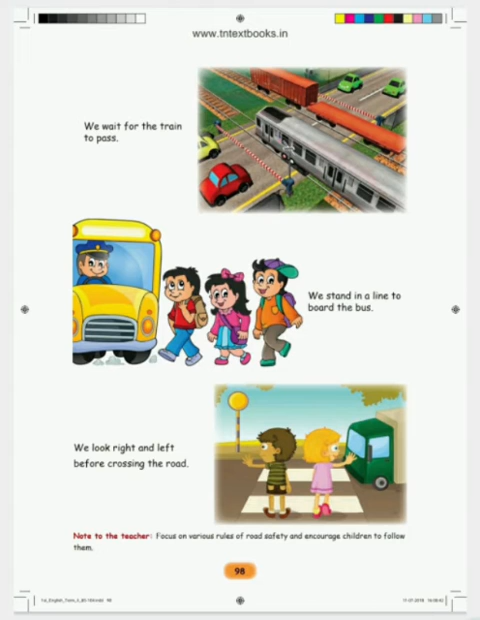 www.tntextbooks.in
We wait for the train
to pass.
We stand in a line to
board the bus.
We look right and left
before crossing the road.
Note to the teacher: Focus on various rules of road safety and encourage children to follow
them.
98